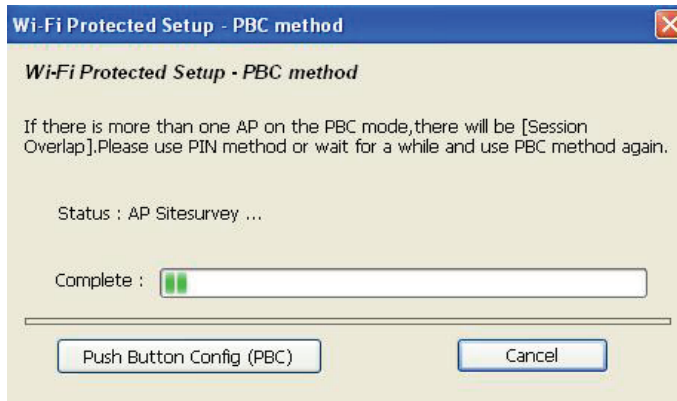 Wi-Fi Protected Setup - PBC method
Wi-Fi Protected Setup - PBC method
If there is more than one AP on the PBC mode,there will be [Session
Overlap].Please use PIN method or wait for a while and use PBC method again.
Status : AP Sitesurvey ...
Complete :
Push Button Config (PBC)
Cancel